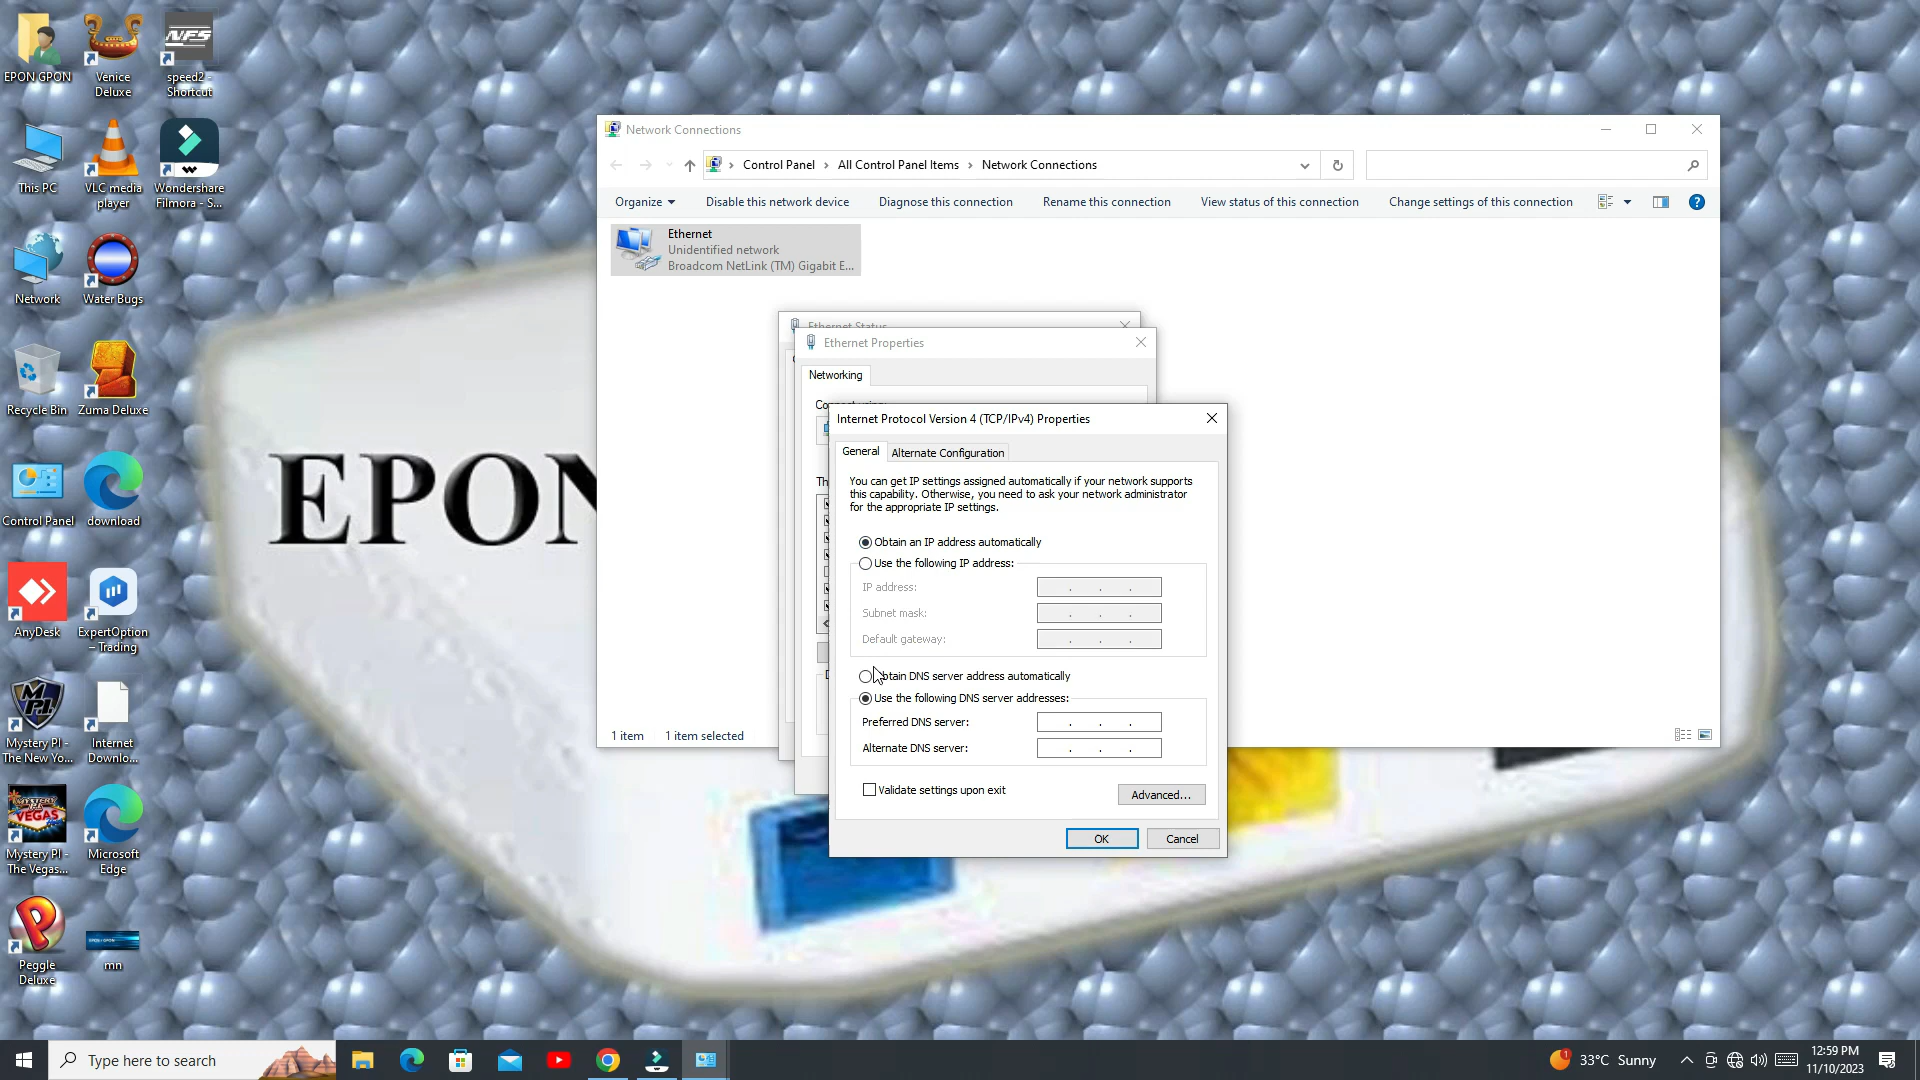 EPON GPON
Venice
Deluxe
speed2 -
Shortcut
This PC
VLC media
player
Wondershare
Filmora - S...
Network
Water Bugs
Recycle Bin
Zuma Deluxe
Control Panel
download
AnyDesk
ExpertOption
– Trading
Mystery PI -
The New Yo...
Internet
Downlo...
Mystery PI -
The Vegas...
Microsoft
Edge
Peggle
Deluxe
mn
NFS
MPI
MYSTERY
P.I.
VEGAS
EPON
Network Connections
Control Panel
All Control Panel Items
Network Connections
Organize
Disable this network device
Diagnose this connection
Rename this connection
View status of this connection
Change settings of this connection
Ethernet
Unidentified network
Broadcom NetLink (TM) Gigabit E...
Ethernet Status
Ethernet Properties
Networking
Internet Protocol Version 4 (TCP/IPv4) Properties
General
Alternate Configuration
You can get IP settings assigned automatically if your network supports
this capability. Otherwise, you need to ask your network administrator
for the appropriate IP settings.
Obtain an IP address automatically
Use the following IP address:
IP address:
Subnet mask:
Default gateway:
Obtain DNS server address automatically
Use the following DNS server addresses:
Preferred DNS server:
Alternate DNS server:
Validate settings upon exit
Advanced...
OK
Cancel
1 item
1 item selected
Type here to search
1
33°C Sunny
12:59 PM
11/10/2023